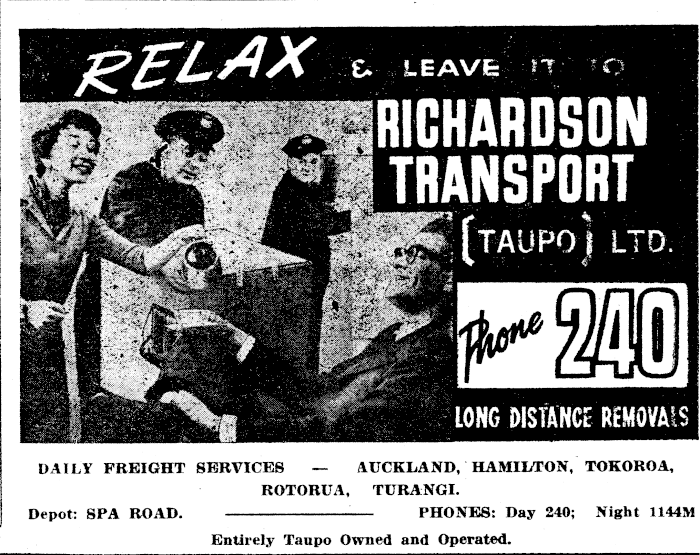 RELAX & LEAVE IT TO
RICHARDSON
TRANSPORT
(TAUPO) LTD.
Phone 240
LONG DISTANCE REMOVALS
DAILY FREIGHT SERVICES — AUCKLAND, HAMILTON, TOKOROA,
ROTORUA, TURANGI.
Depot: SPA ROAD. PHONES: Day 240; Night 1144M
Entirely Taupo Owned and Operated.